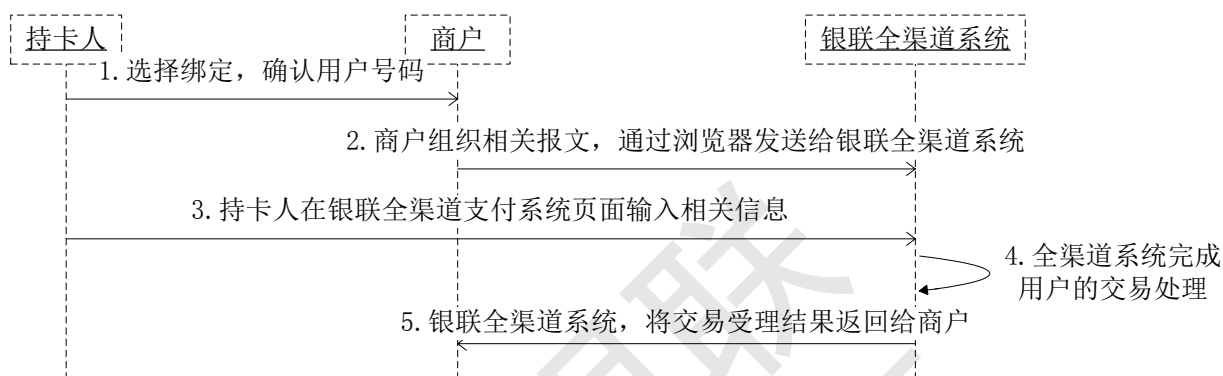 持卡人
商户
银联全渠道系统
1.选择绑定，确认用户号码
2.商户组织相关报文，通过浏览器发送给银联全渠道系统
3.持卡人在银联全渠道支付系统页面输入相关信息
4.全渠道系统完成
用户的交易处理
5.银联全渠道系统，将交易受理结果返回给商户